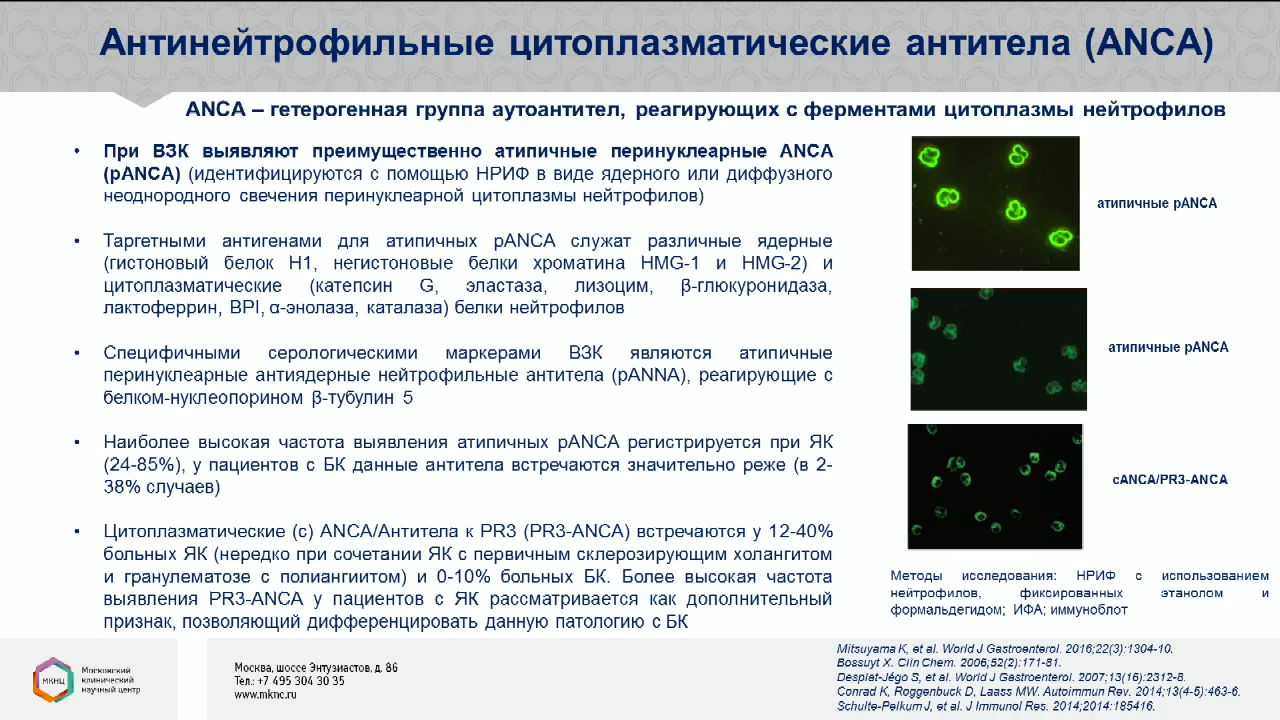 Антинейтрофильные цитоплазматические антитела (ANCA)
ANCA – гетерогенная группа аутоантител, реагирующих с ферментами цитоплазмы нейтрофилов
• При ВЗК выявляют преимущественно атипичные перинуклеарные ANCA
(pANCA) (идентифицируются с помощью НРИФ в виде ядерного или диффузного
неоднородного свечения перинуклеарной цитоплазмы нейтрофилов)
• Таргетными антигенами для атипичных pANCA служат различные ядерные
(гистоновый белок H1, негистоновые белки хроматина HMG-1 и HMG-2) и
цитоплазматические (катепсин G, эластаза, лизоцим, β-глюкуронидаза,
лактоферрин, BPI, α-энолаза, каталаза) белки нейтрофилов
• Специфичными серологическими маркерами ВЗК являются атипичные
перинуклеарные антиядерные нейтрофильные антитела (pANNA), реагирующие с
белком-нуклеопорином β-тубулин 5
• Наиболее высокая частота выявления атипичных pANCA регистрируется при ЯК
(24-85%), у пациентов с БК данные антитела встречаются значительно реже (в 2-
38% случаев)
• Цитоплазматические (c) ANCA/Антитела к PR3 (PR3-ANCA) встречаются у 12-40%
больных ЯК (нередко при сочетании ЯК с первичным склерозирующим холангитом
и гранулематозе с полиангиитом) и 0-10% больных БК. Более высокая частота
выявления PR3-ANCA у пациентов с ЯК рассматривается как дополнительный
признак, позволяющий дифференцировать данную патологию с БК
атипичные pANCA
атипичные pANCA
cANCA/PR3-ANCA
Методы исследования: НРИФ с использованием
нейтрофилов, фиксированных этанолом и
формальдегидом; ИФА; иммуноблот
МКНЦ
Московский
клинический
научный центр
Москва, шоссе Энтузиастов, д. 86
Тел.: +7 495 304 30 35
www.mknc.ru
Mitsuyama K, et al. World J Gastroenterol. 2016;22(3):1304-10.
Bossuyt X. Clin Chem. 2006;52(2):171-81.
Desplat-Jégo S, et al. World J Gastroenterol. 2007;13(16):2312-8.
Conrad K, Roggenbuck D, Laass MW. Autoimmun Rev. 2014;13(4-5):463-6.
Schulte-Pelkum J, et al. J Immunol Res. 2014;2014:185416.